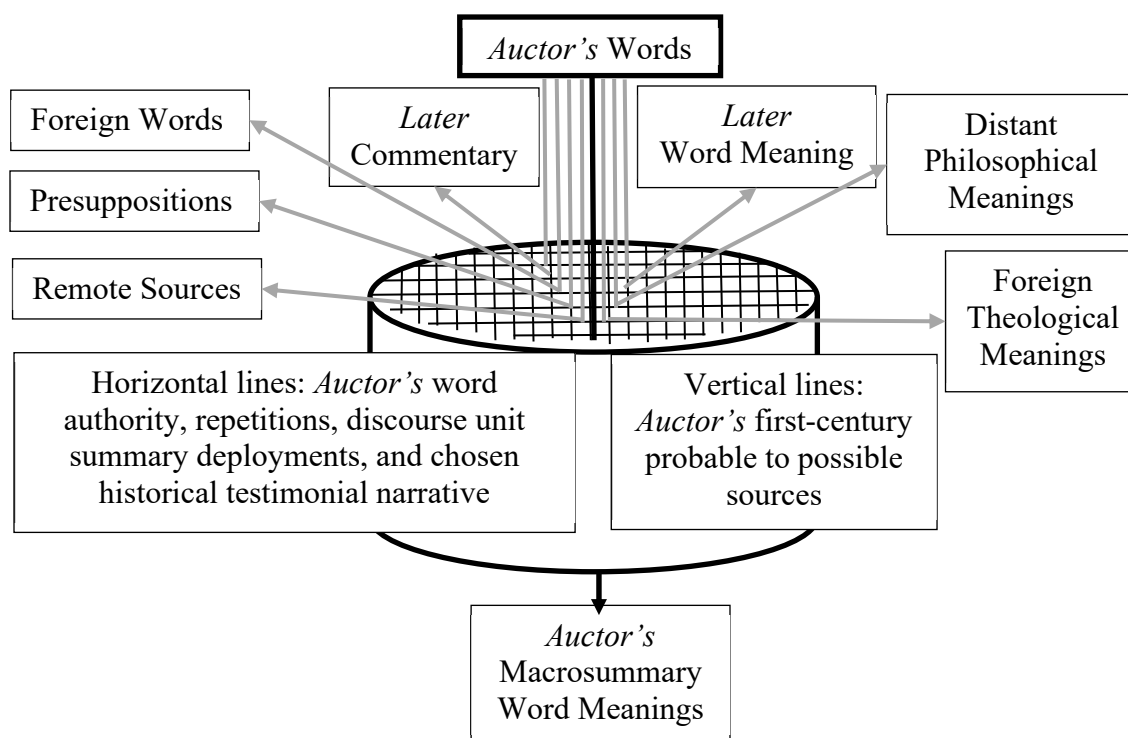 Auctor’s Words
Foreign Words
Later
Commentary
Later
Word Meaning
Distant
Philosophical
Meanings
Presuppositions
Remote Sources
Foreign
Theological
Meanings
Horizontal lines: Auctor’s word
authority, repetitions, discourse unit
summary deployments, and chosen
historical testimonial narrative
Vertical lines:
Auctor’s first-century
probable to possible
sources
Auctor’s
Macrosummary
Word Meanings